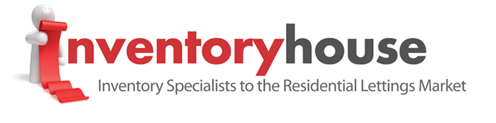 Inventoryhouse
Inventory Specialists to the Residential Lettings Market